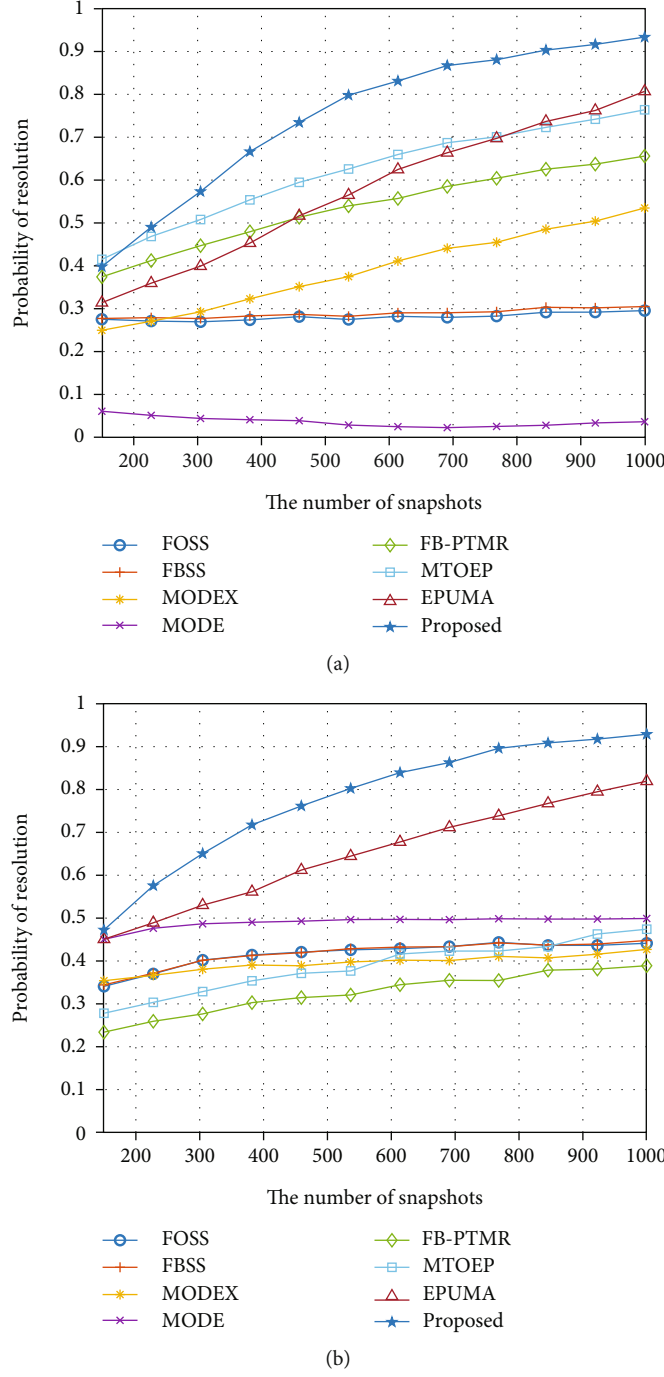 1
0.9
0.8
0.7
0.6
0.5
0.4
0.3
0.2
0.1
0
Probability of resolution
200 300 400 500 600 700 800 900 1000
The number of snapshots
FOSS FB-PTMR
FBSS MTOEP
MODEX EPUMA
MODE Proposed
(a)
1
0.9
0.8
0.7
0.6
0.5
0.4
0.3
0.2
0.1
0
Probability of resolution
200 300 400 500 600 700 800 900 1000
The number of snapshots
FOSS FB-PTMR
FBSS MTOEP
MODEX EPUMA
MODE Proposed
(b)